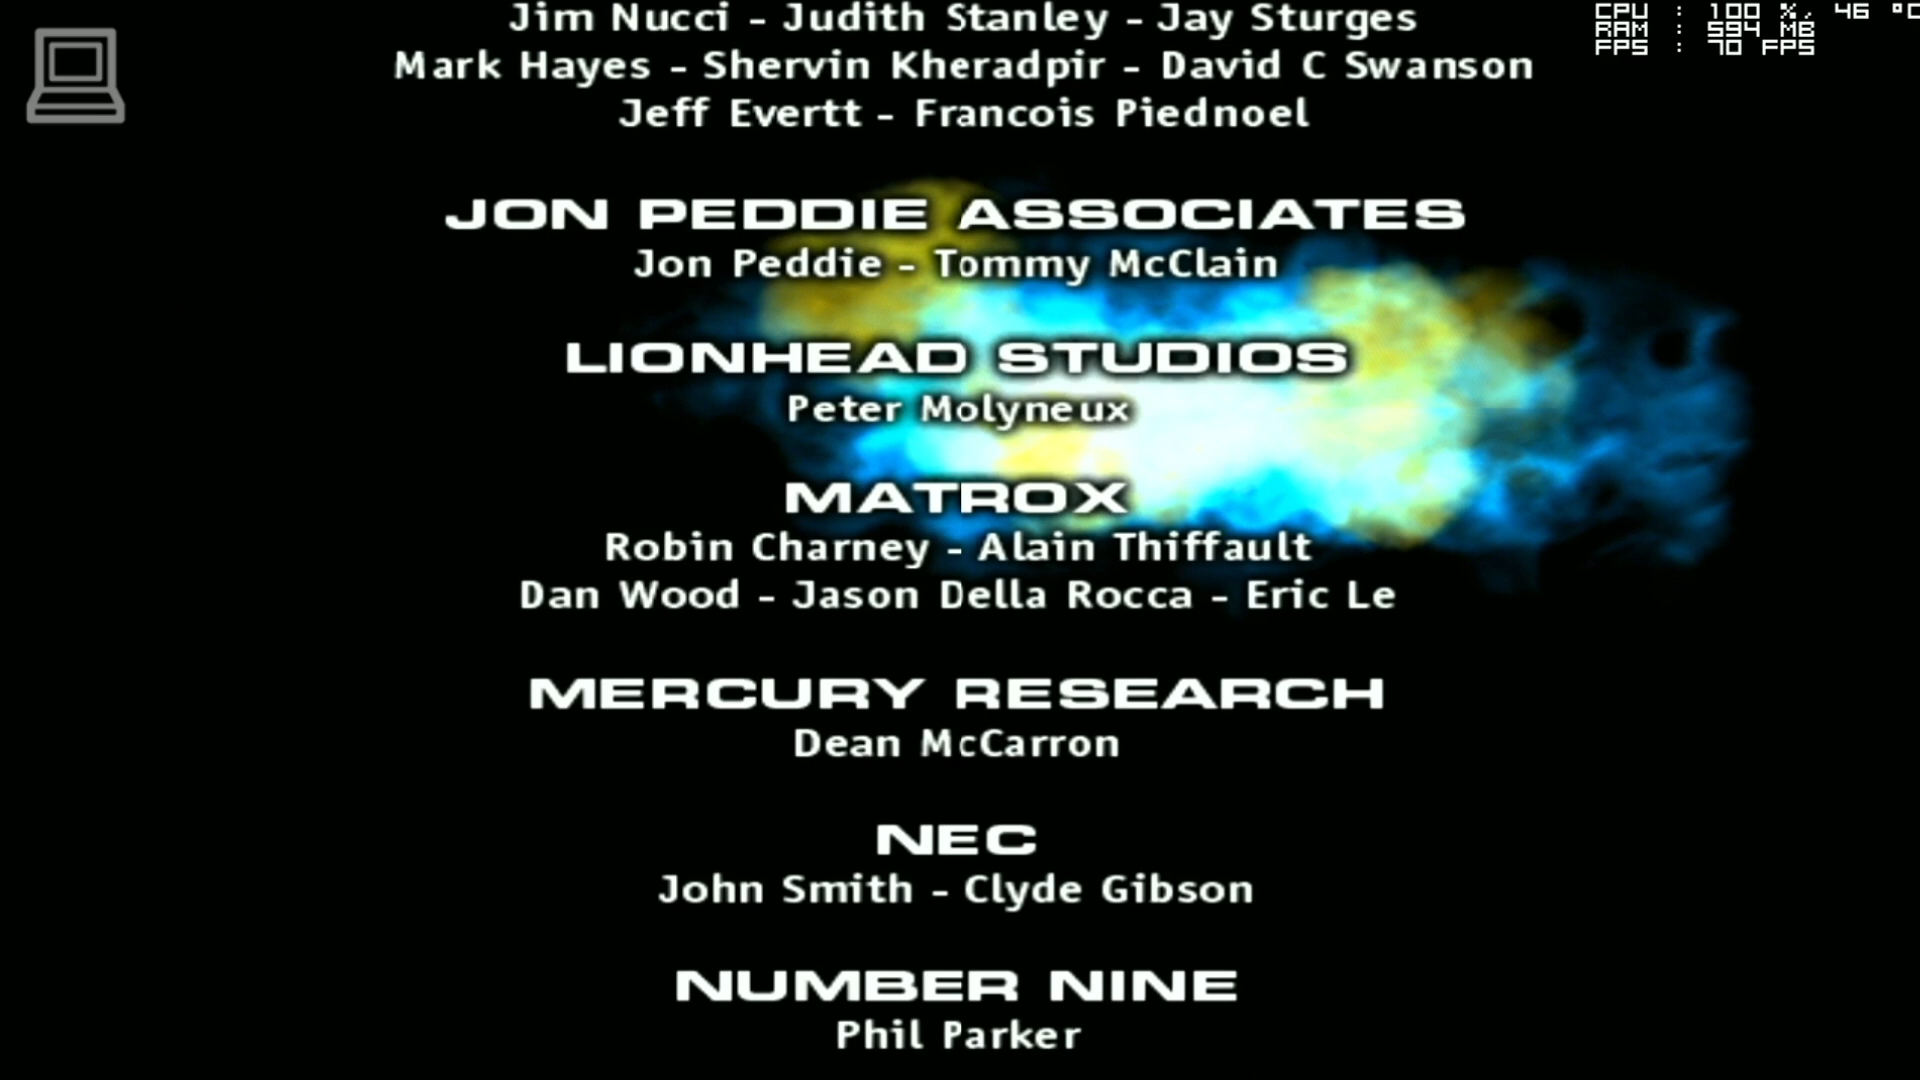 Jim Nucci - Judith Stanley - Jay Sturges
Mark Hayes - Shervin Kheradpir - David C Swanson
Jeff Evertt - Francois Piednoel
JON PEDDIE ASSOCIATES
Jon Peddie - Tommy McClain
LIONHEAD STUDIOS
Peter Molyneux
MATROX
Robin Charney - Alain Thiffault
Dan Wood - Jason Della Rocca - Eric Le
MERCURY RESEARCH
Dean McCarron
NEC
John Smith - Clyde Gibson
NUMBER NINE
Phil Parker
CPU : 100 %, 46 °C
RAM : 594 MB
FPS : 70 FPS